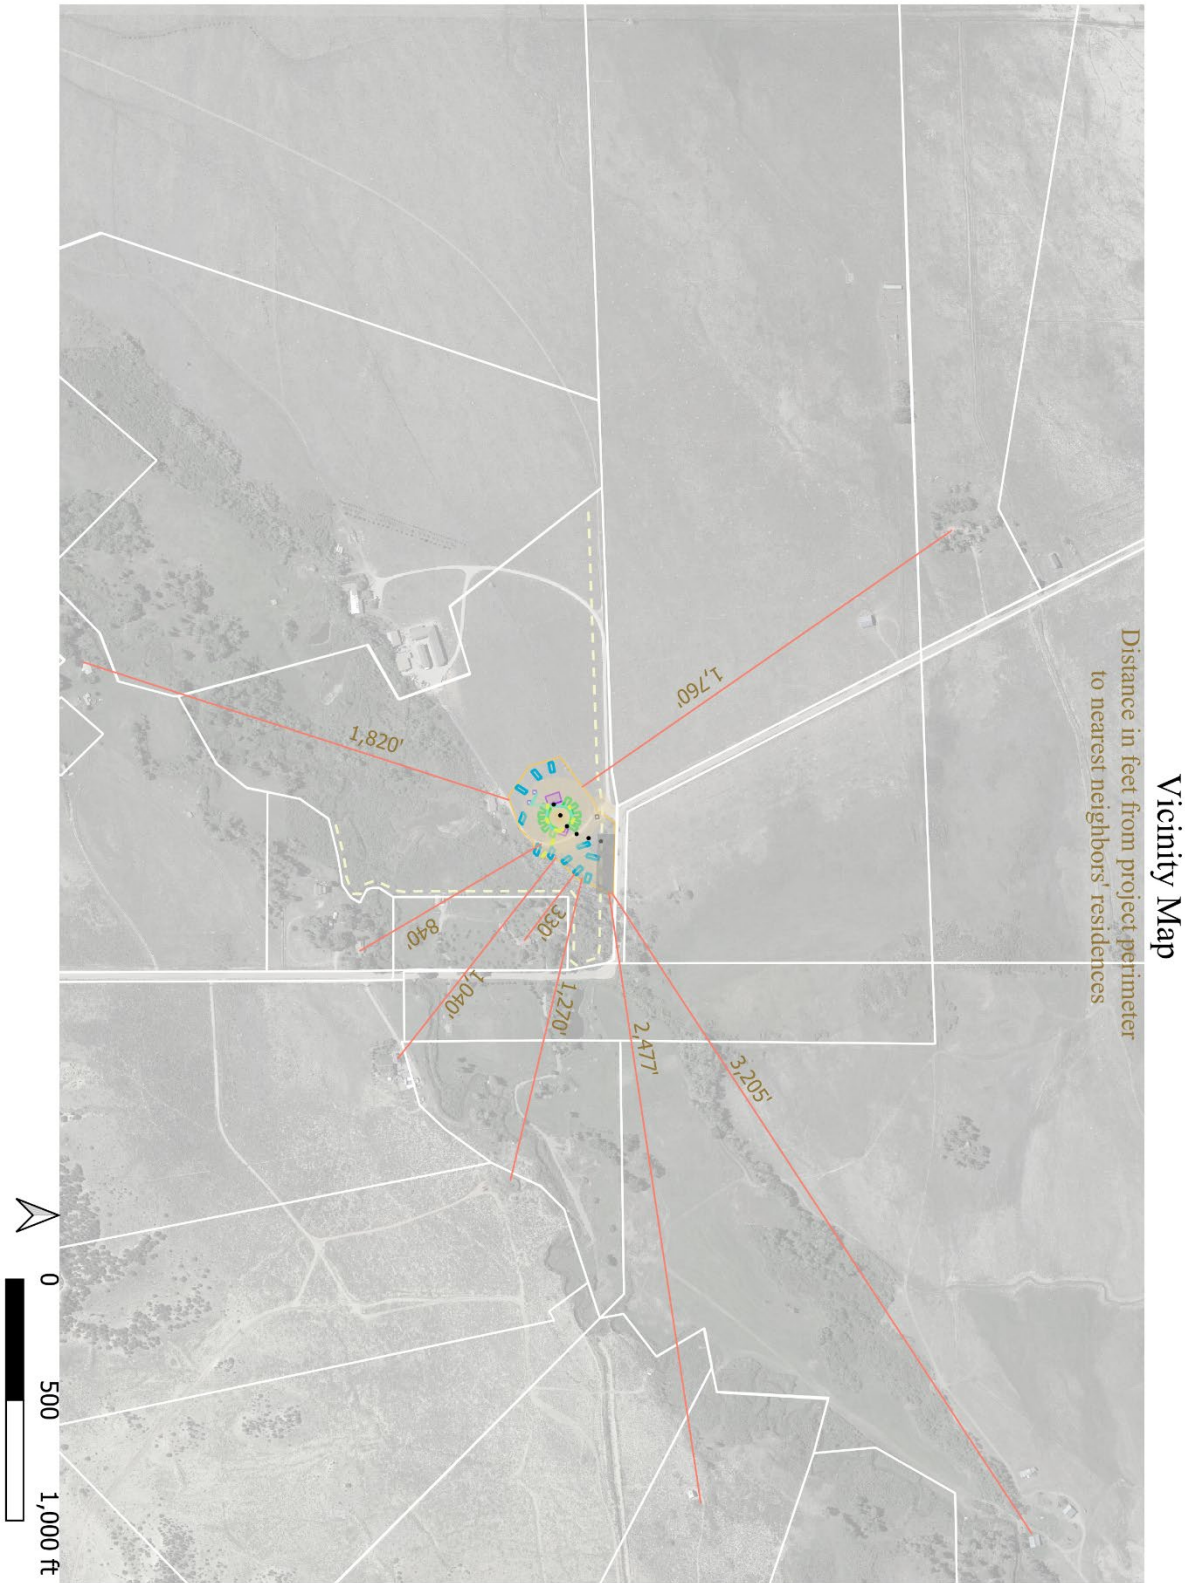 Vicinity Map
Distance in feet from project perimeter
to nearest neighbors' residences
3,205'
2,477'
1,760'
1,270'
330'
1,040'
840'
1,820'
0
500
1,000 ft